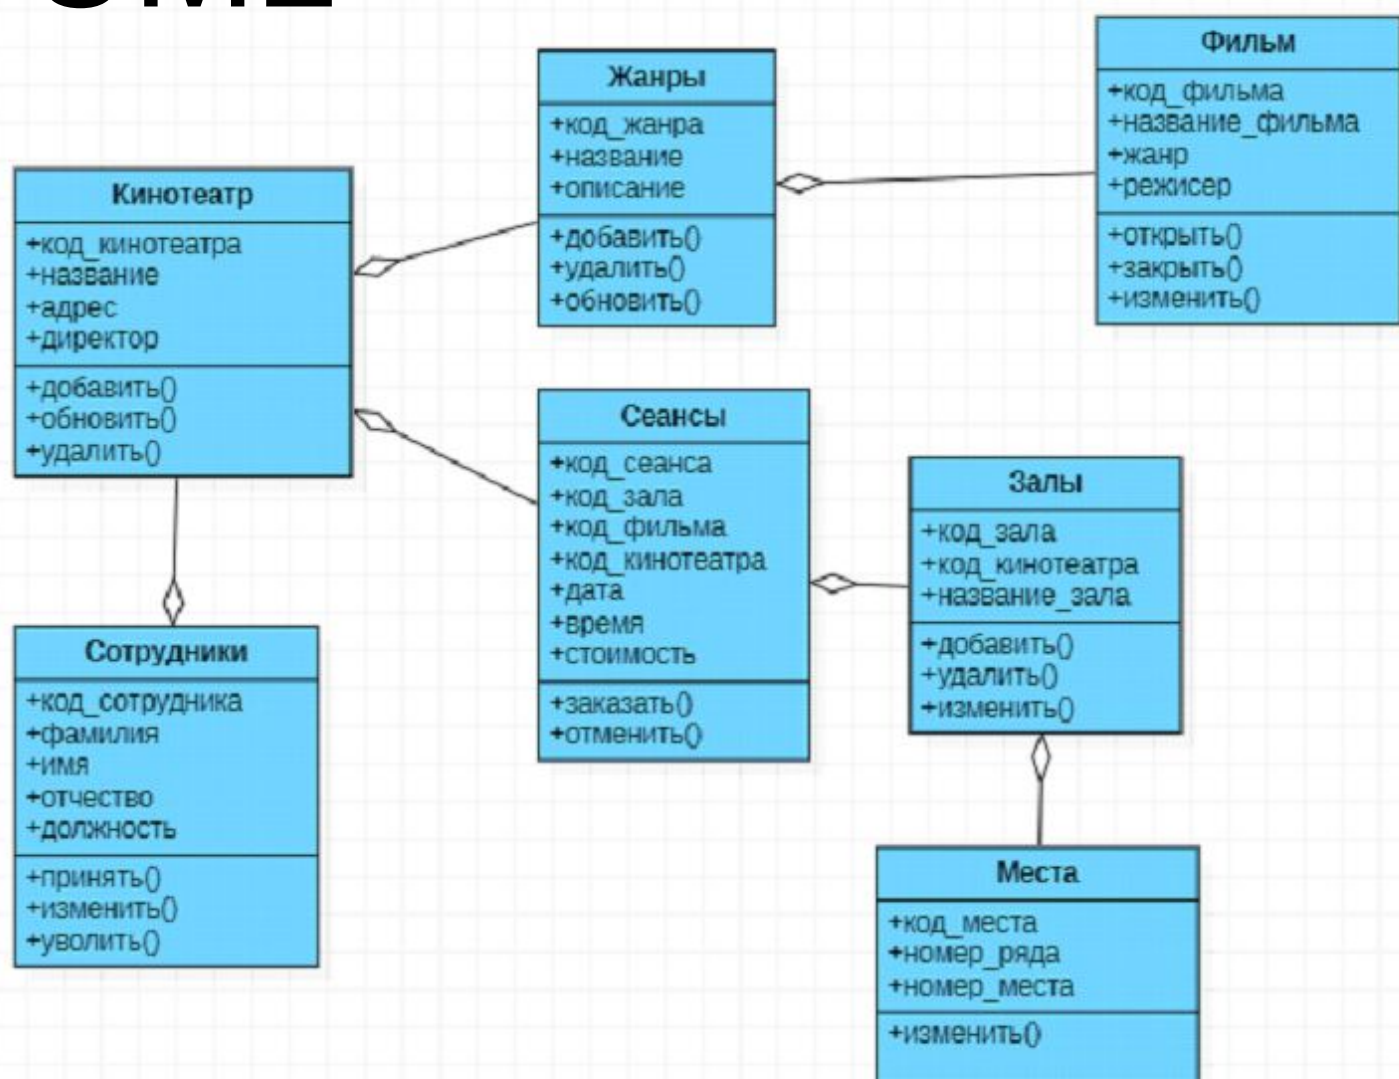 Кинотеатр
+код_кинотеатра
+название
+адрес
+директор
+добавить()
+обновить()
+удалить()
Жанры
+код_жанра
+название
+описание
+добавить()
+удалить()
+обновить()
Фильм
+код_фильма
+название_фильма
+жанр
+режисер
+открыть()
+закрыть()
+изменить()
Сеансы
+код_сеанса
+код_зала
+код_фильма
+код_кинотеатра
+дата
+время
+стоимость
+заказать()
+отменить()
Залы
+код_зала
+код_кинотеатра
+название_зала
+добавить()
+удалить()
+изменить()
Сотрудники
+код_сотрудника
+фамилия
+имя
+отчество
+должность
+принять()
+изменить()
+уволить()
Места
+код_места
+номер_ряда
+номер_места
+изменить()